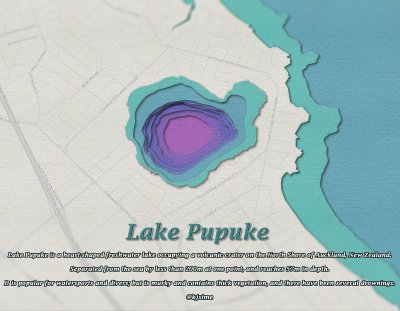 Lake Pupuke
Lake Pupuke is a heart shaped freshwater lake occupying a volcanic crater on the North Shore of Auckland, New Zealand.
Separated from the sea by less than 200m at one point, and reaches 57m in depth.
It is popular for watersports and divers; but is murky and contains thick vegetation, and there have been several drownings.